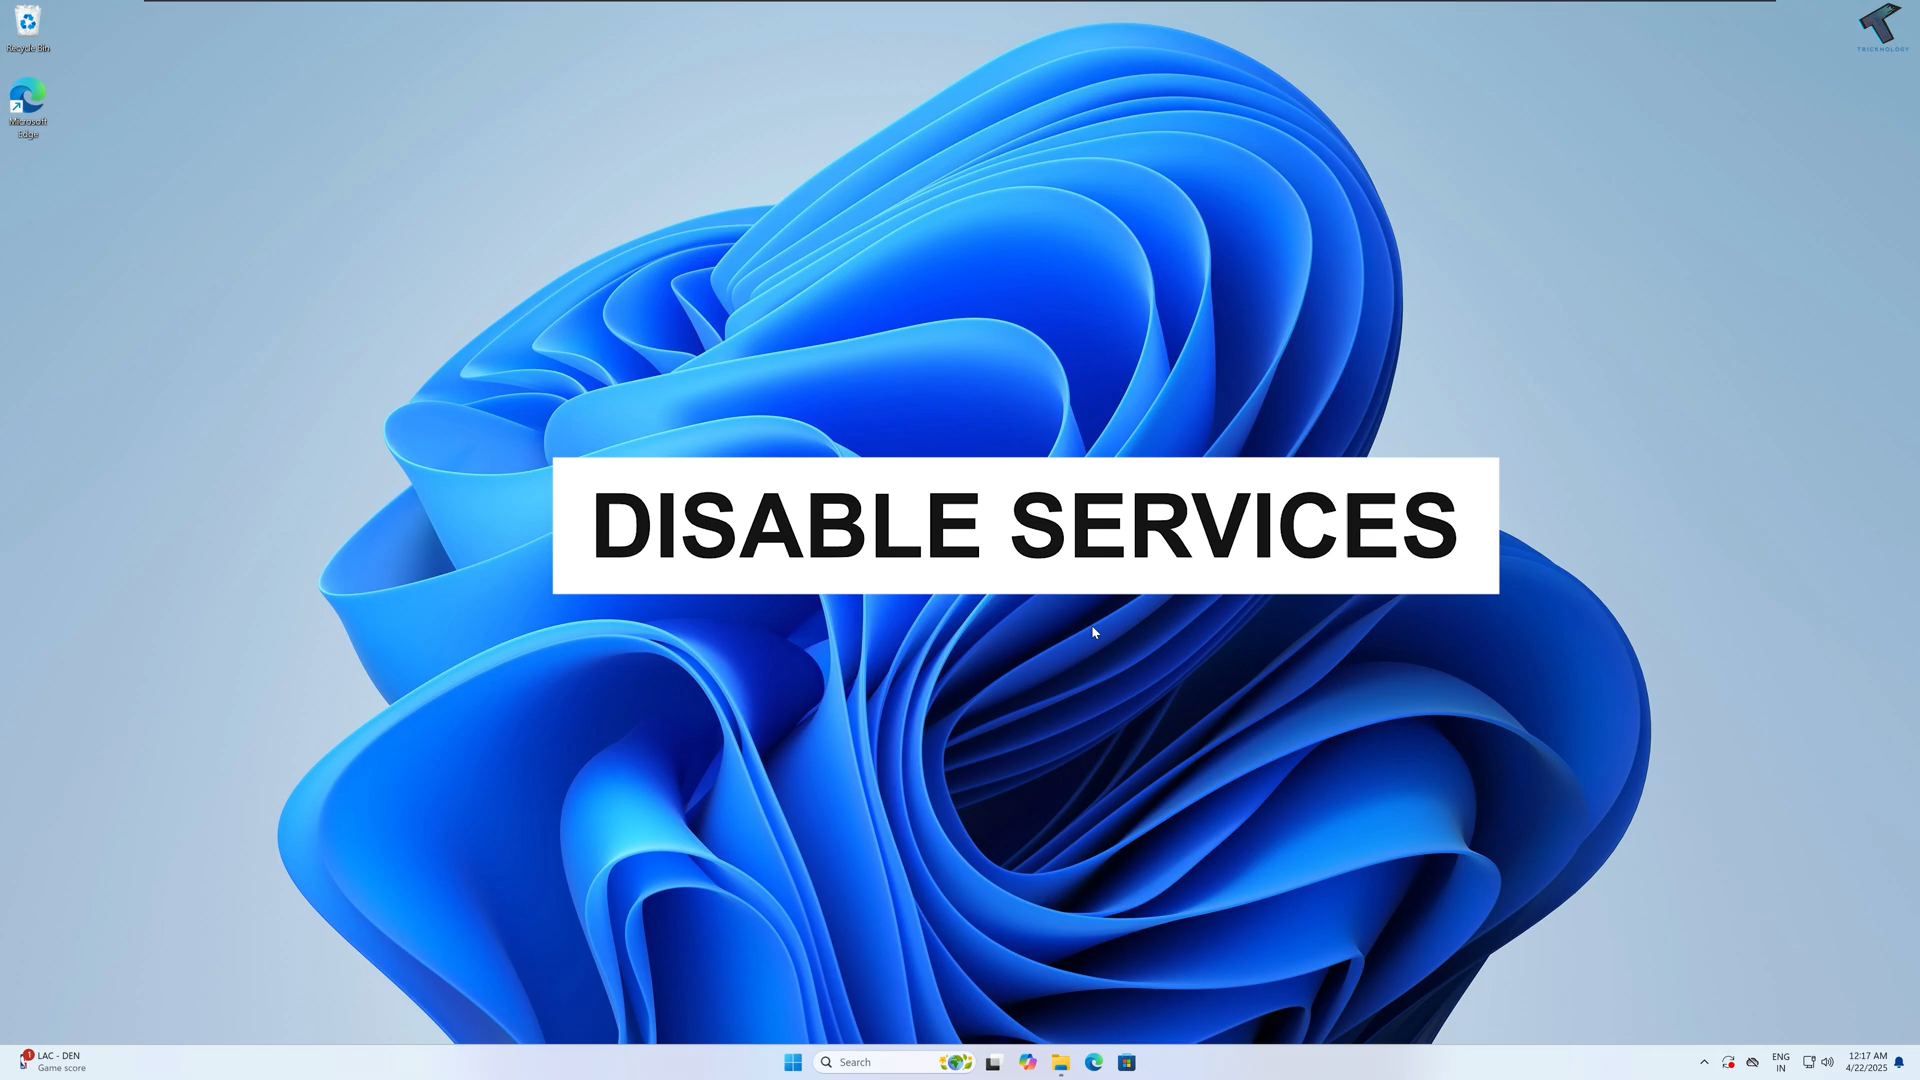 Recycle Bin
TRICKNOLOGY
Microsoft
Edge
DISABLE SERVICES
1
LAC - DEN
Game score
Search
ENG
IN
12:17 AM
4/22/2025